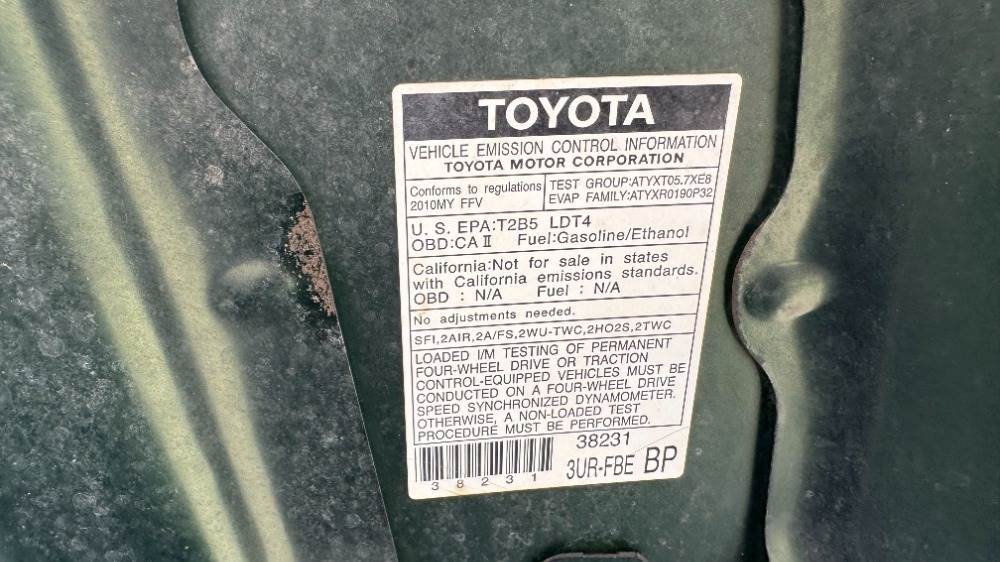 TOYOTA
VEHICLE EMISSION CONTROL INFORMATION
TOYOTA MOTOR CORPORATION
Conforms to regulations
2010MY FFV
TEST GROUP:ATYXT05.7XE8
EVAP FAMILY:ATYXR0190P32
U. S. EPA:T2B5 LDT4
OBD:CA II Fuel:Gasoline/Ethanol
California:Not for sale in states
with California emissions standards.
OBD : N/A Fuel : N/A
No adjustments needed.
SFI,2AIR,2A/FS,2WU-TWC,2HO2S,2TWC
LOADED I/M TESTING OF PERMANENT
FOUR-WHEEL DRIVE OR TRACTION
CONTROL-EQUIPPED VEHICLES MUST BE
CONDUCTED ON A FOUR-WHEEL DRIVE
SPEED SYNCHRONIZED DYNAMOMETER.
OTHERWISE, A NON-LOADED TEST
PROCEDURE MUST BE PERFORMED.
38231
3 8 2 3 1
3UR-FBE BP